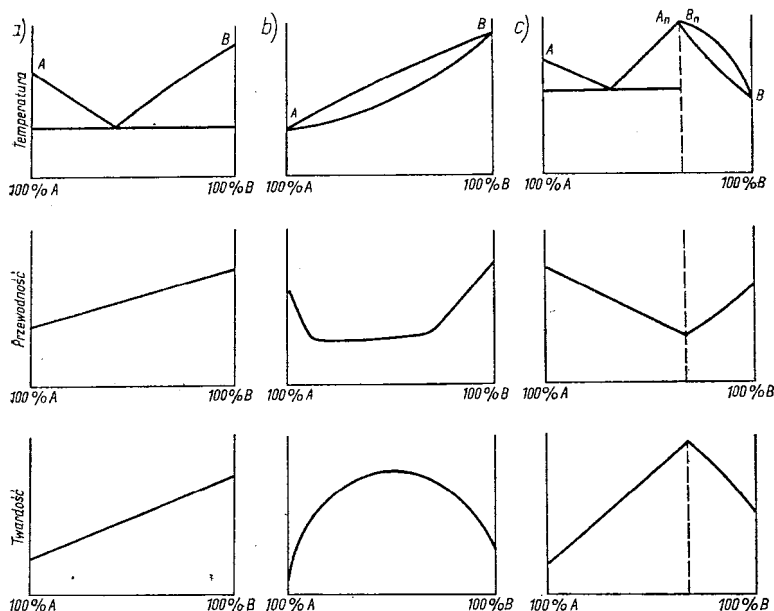 a) b) c)
Temperatura
A B
A B
A Aₙ Bₙ B
100% A 100% B 100% A 100% B 100% A 100% B
Przewodność
100% A 100% B 100% A 100% B 100% A 100% B
Twardość
100% A 100% B 100% A 100% B 100% A 100% B